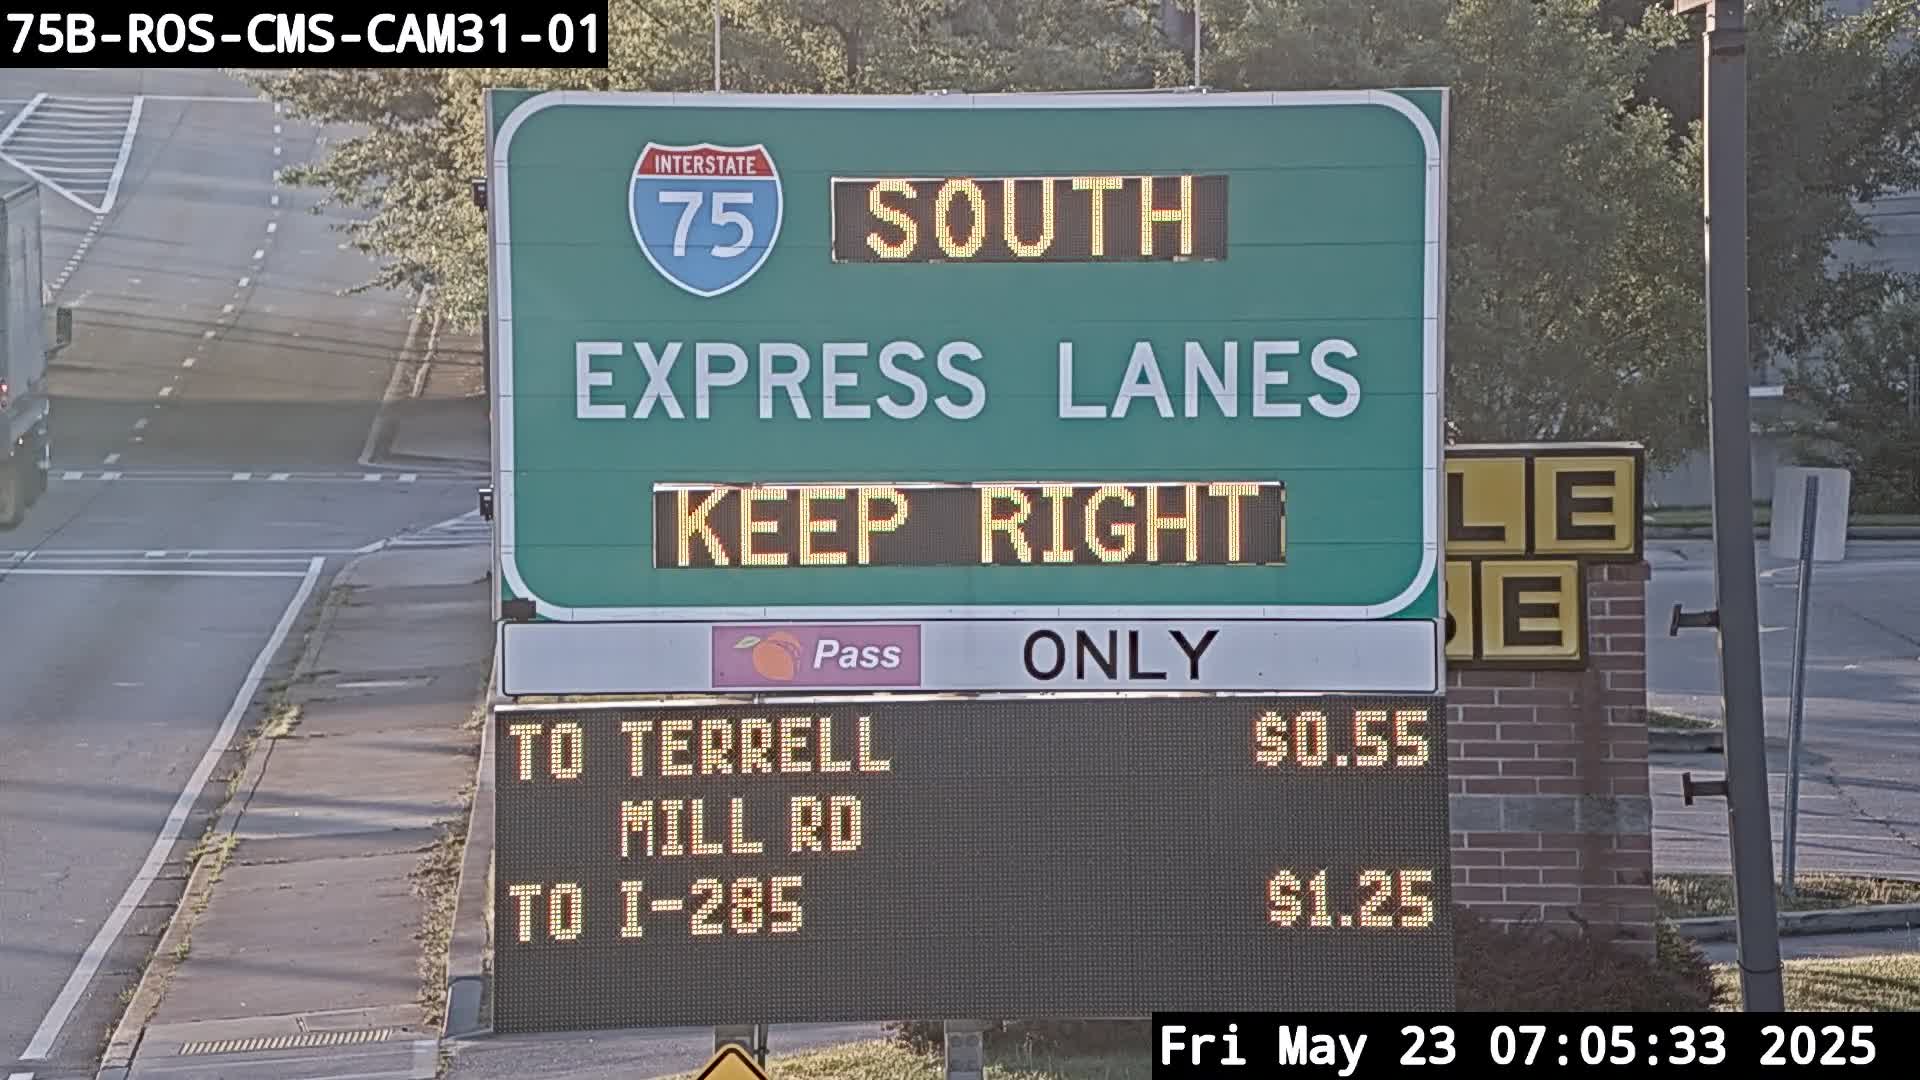 75B-ROS-CMS-CAM31-01
INTERSTATE
75
SOUTH
EXPRESS LANES
KEEP RIGHT
Pass ONLY
TO TERRELL $0.55
MILL RD
TO I-285 $1.25
LE
E
Fri May 23 07:05:33 2025